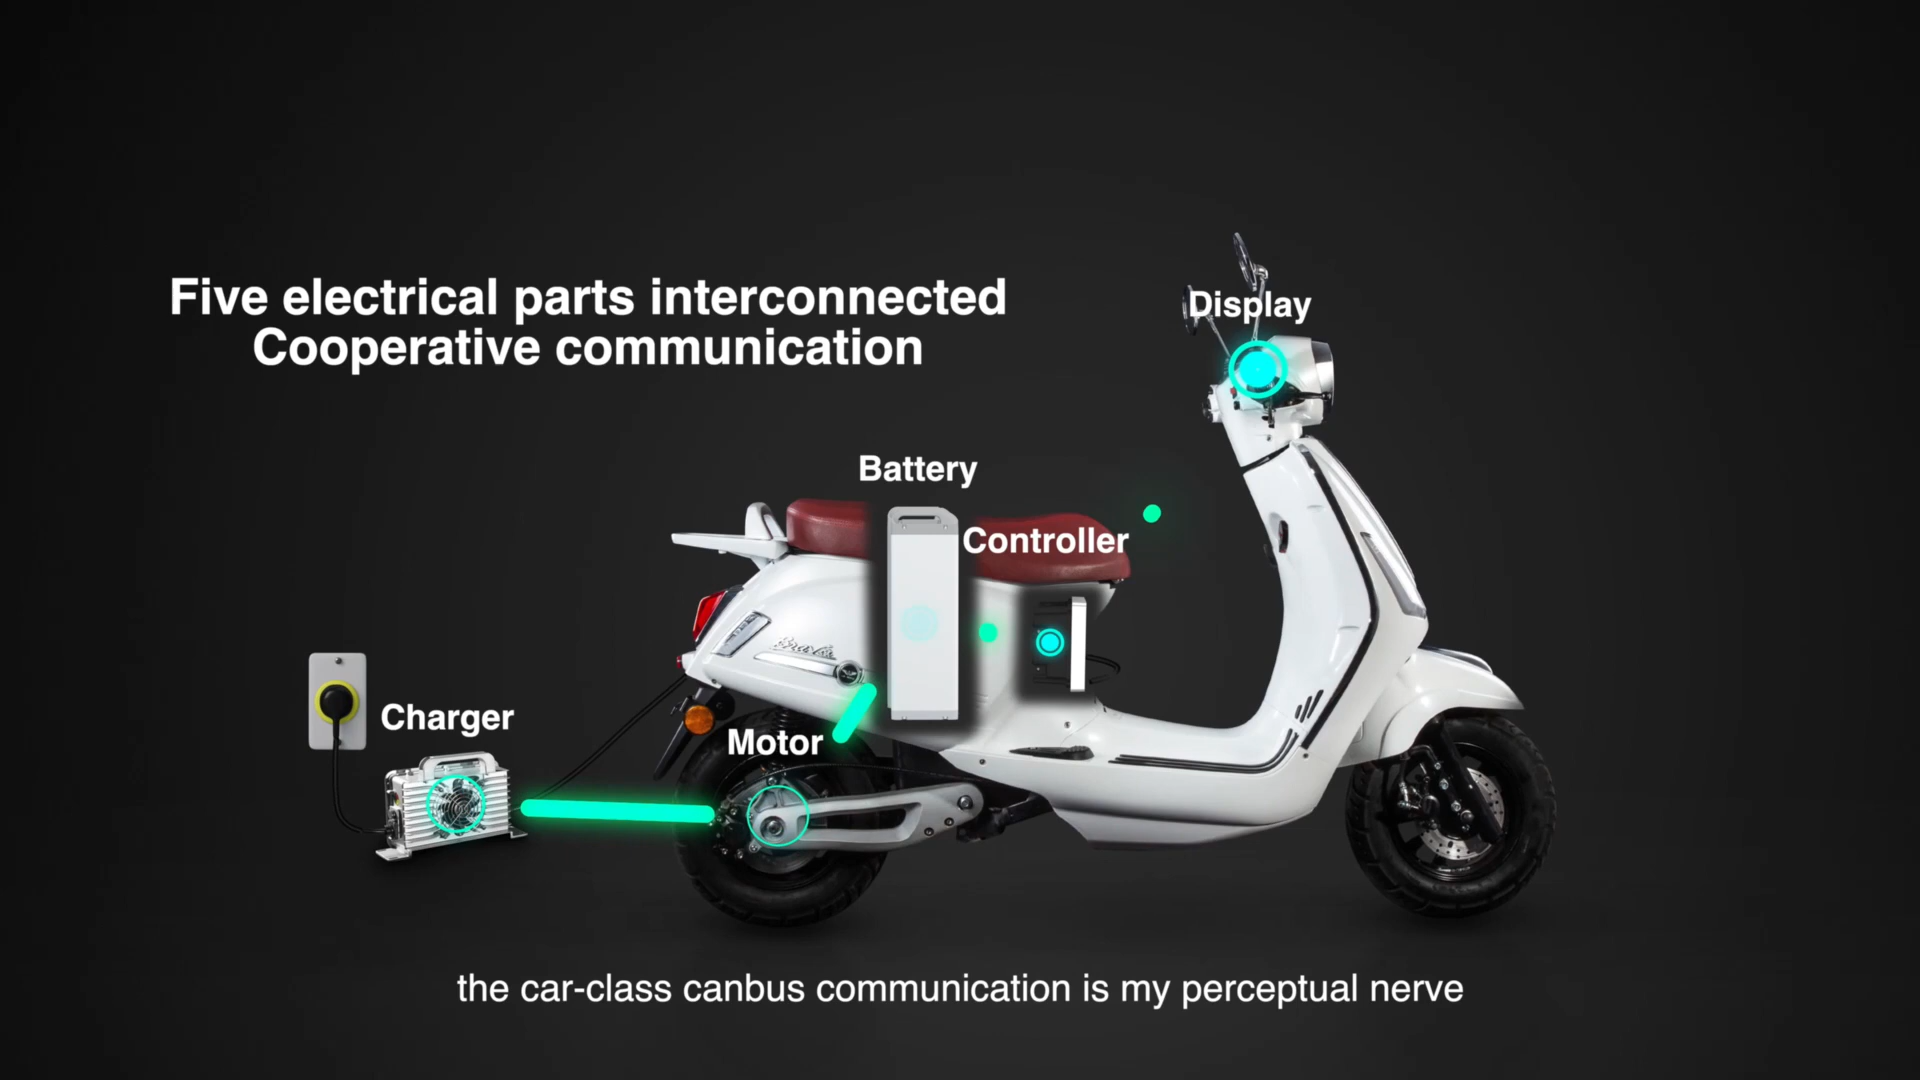 Five electrical parts interconnected
Cooperative communication
Display
Battery
Controller
Charger
Motor
the car-class canbus communication is my perceptual nerve